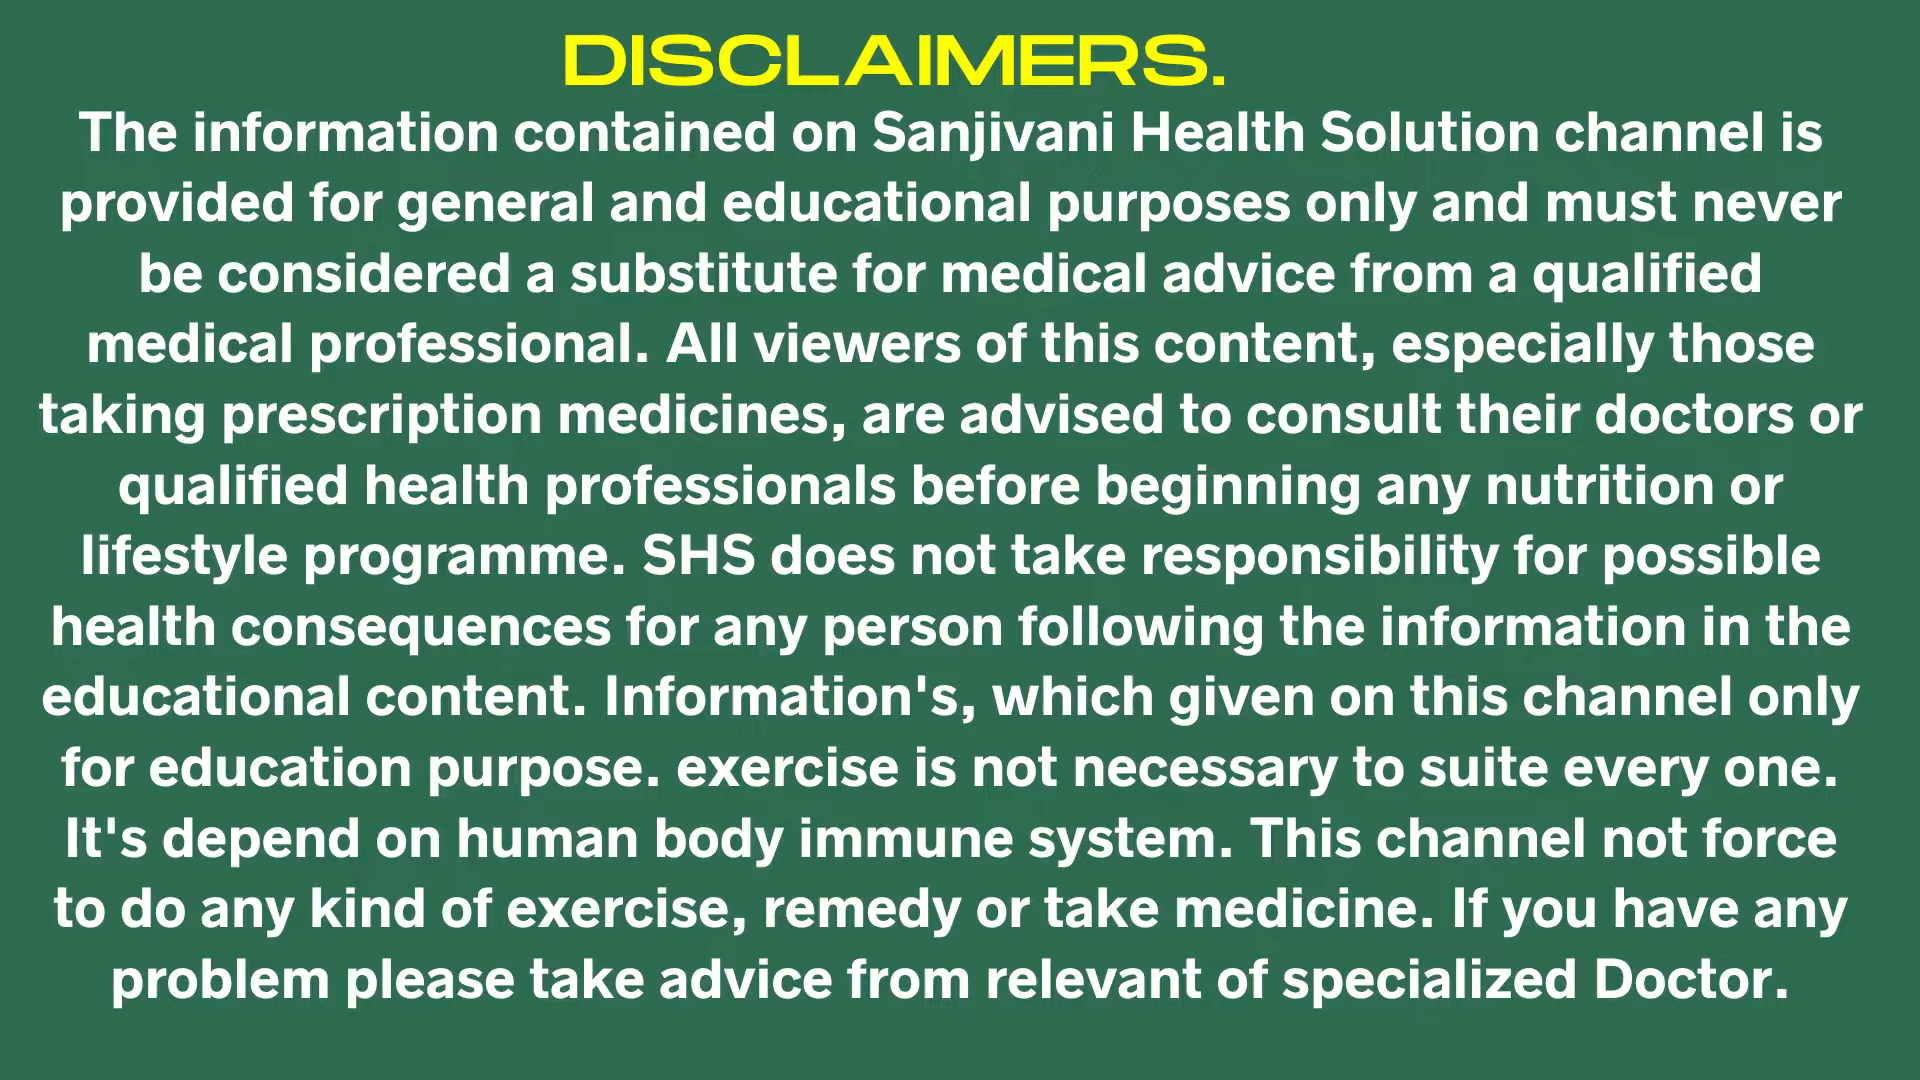 DISCLAIMERS.
The information contained on Sanjivani Health Solution channel is
provided for general and educational purposes only and must never
be considered a substitute for medical advice from a qualified
medical professional. All viewers of this content, especially those
taking prescription medicines, are advised to consult their doctors or
qualified health professionals before beginning any nutrition or
lifestyle programme. SHS does not take responsibility for possible
health consequences for any person following the information in the
educational content. Information's, which given on this channel only
for education purpose. exercise is not necessary to suite every one.
It's depend on human body immune system. This channel not force
to do any kind of exercise, remedy or take medicine. If you have any
problem please take advice from relevant of specialized Doctor.